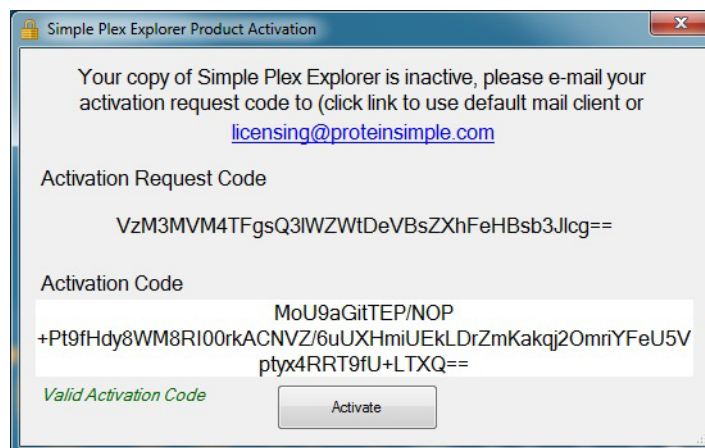 Simple Plex Explorer Product Activation
Your copy of Simple Plex Explorer is inactive, please e-mail your
activation request code to (click link to use default mail client or
licensing@proteinsimple.com
Activation Request Code
VzM3MVM4TFgsQ3lWZWtDeVBsZXhFeHBsb3Jlcg==
Activation Code
MoU9aGitTEP/NOP
+Pt9fHdy8WM8RI00rkACNVZ/6uUXHmiUEkLDrZmKakqj2OmriYFeU5V
ptyx4RRT9fU+LTXQ==
Valid Activation Code
Activate